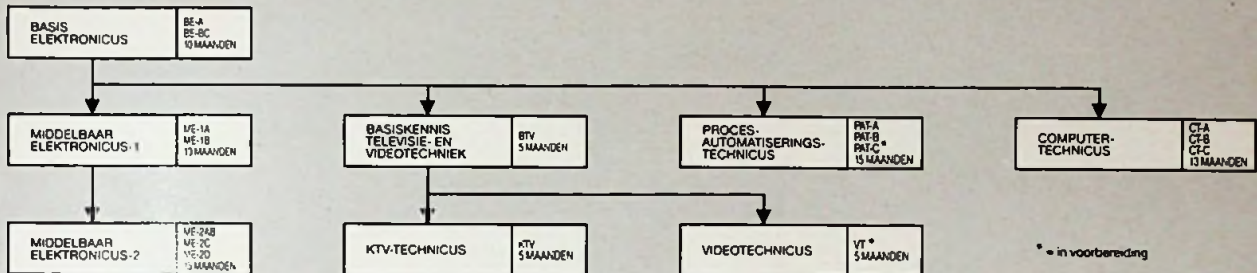 BASIS
ELEKTRONICUS
BE-A
BE-BC
10 MAANDEN
MIDDELBAAR
ELEKTRONICUS-1
ME-1A
ME-1B
13 MAANDEN
BASISKENNIS
TELEVISIE- EN
VIDEOTECHNIEK
BTV
5 MAANDEN
PROCES-
AUTOMATISERINGS-
TECHNICUS
PAT-A
PAT-B
PAT-C*
15 MAANDEN
COMPUTER-
TECHNICUS
CT-A
CT-B
CT-C
13 MAANDEN
MIDDELBAAR
ELEKTRONICUS-2
ME-2AB
ME-2C
ME-2D
MAANDEN
KTV-TECHNICUS
KTV
5 MAANDEN
VIDEOTECHNICUS
VT*
5 MAANDEN
* = in voorbereiding